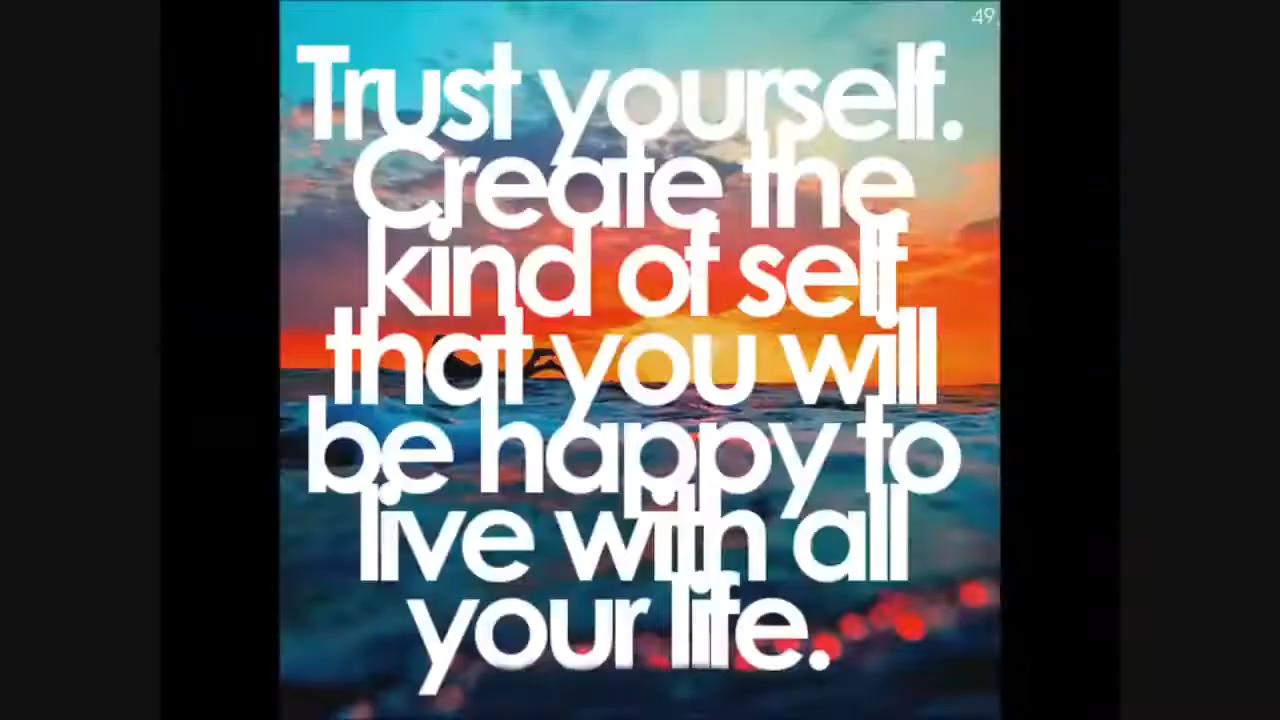 49.
Trust yourself.
Create the
kind of self
that you will
be happy to
live with all
your life.